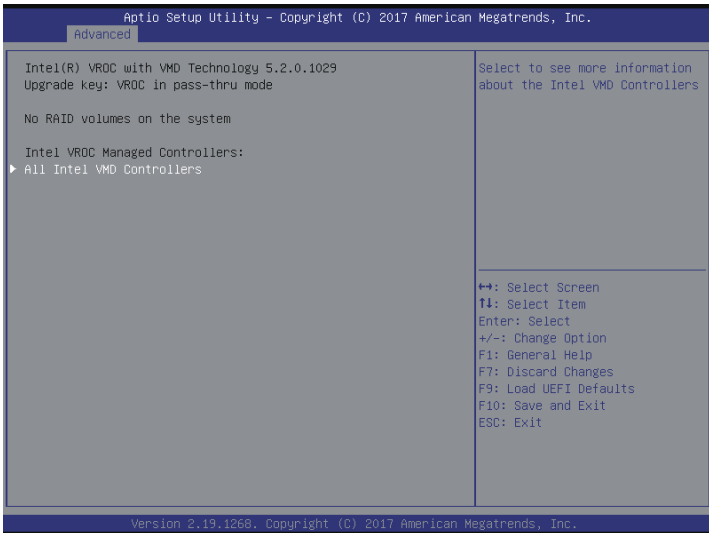 Aptio Setup Utility – Copyright (C) 2017 American Megatrends, Inc.
Advanced
Intel(R) VROC with VMD Technology 5.2.0.1029
Upgrade key: VROC in pass-thru mode
No RAID volumes on the system
Intel VROC Managed Controllers:
All Intel VMD Controllers
Select to see more information
about the Intel VMD Controllers
↔: Select Screen
↑↓: Select Item
Enter: Select
+/-: Change Option
F1: General Help
F7: Discard Changes
F9: Load UEFI Defaults
F10: Save and Exit
ESC: Exit
Version 2.19.1268. Copyright (C) 2017 American Megatrends, Inc.